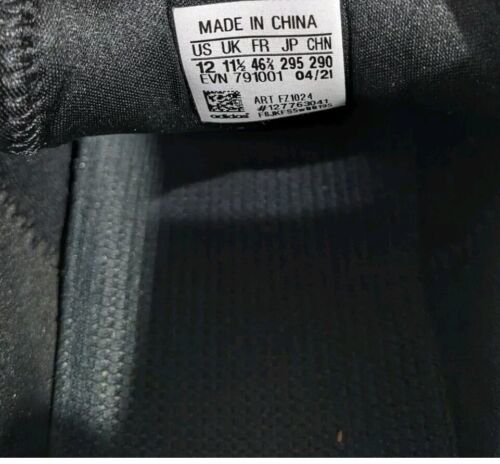 MADE IN CHINA
US UK FR JP CHN
12 11½ 46⅔ 295 290
EVN 791001 04/21
ART FZ1024
#127763041
adidas